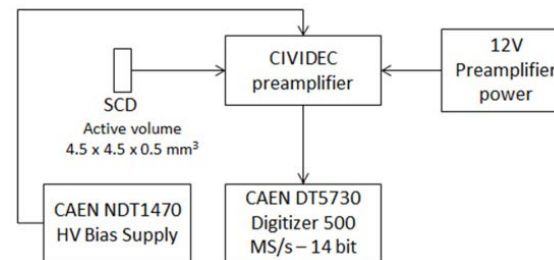 CIVIDEC
preamplifier
12V
Preamplifier
power
SCD
Active volume
4.5 x 4.5 x 0.5 mm³
CAEN NDT1470
HV Bias Supply
CAEN DT5730
Digitizer 500
MS/s – 14 bit